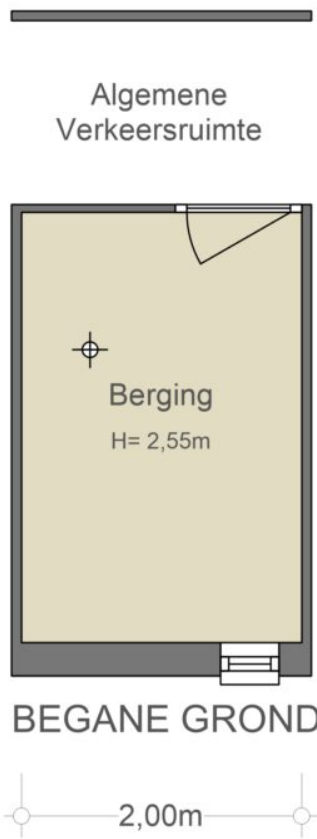 Algemene
Verkeersruimte
Berging
H= 2,55m
BEGANE GROND
2,00m